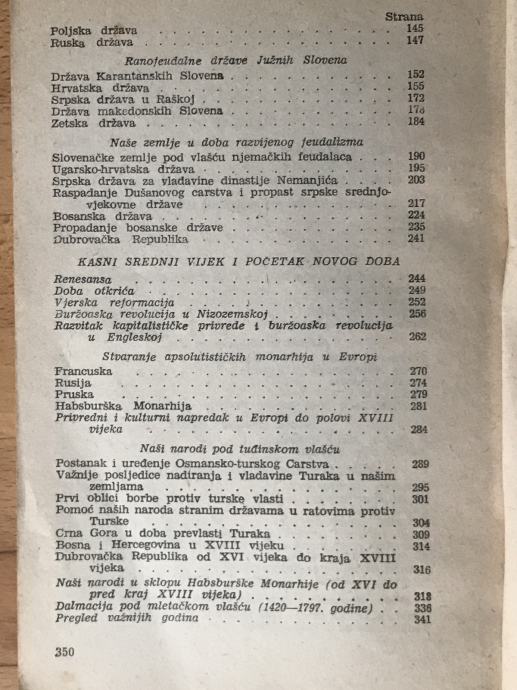 Strana
Poljska država . . . . . . . . . . . . . . . 145
Ruska država . . . . . . . . . . . . . . . 147
Ranofeudalne države Južnih Slovena
Država Karantanskih Slovena . . . . . . . . . . 152
Hrvatska država . . . . . . . . . . . . . . 155
Srpska država u Raškoj . . . . . . . . . . . . 172
Država makedonskih Slovena . . . . . . . . . . 178
Zetska država . . . . . . . . . . . . . . . 184
Naše zemlje u doba razvijenog feudalizma
Slovenačke zemlje pod vlašću njemačkih feudalaca . . . 190
Ugarsko-hrvatska država . . . . . . . . . . . . 195
Srpska država za vladavine dinastije Nemanjića . . . . 203
Raspadanje Dušanovog carstva i propast srpske srednjo-
vjekovne države . . . . . . . . . . . . . 217
Bosanska država . . . . . . . . . . . . . . 224
Propadanje bosanske države . . . . . . . . . . . 235
Dubrovačka Republika . . . . . . . . . . . . . 241
KASNI SREDNJI VIJEK I POČETAK NOVOG DOBA
Renesansa . . . . . . . . . . . . . . . . 244
Doba otkrića . . . . . . . . . . . . . . . 249
Vjerska reformacija . . . . . . . . . . . . . 252
Buržoaska revolucija u Nizozemskoj . . . . . . . . 256
Razvitak kapitalističke privrede i buržoaska revolucija
u Engleskoj . . . . . . . . . . . . . . 262
Stvaranje apsolutističkih monarhija u Evropi
Francuska . . . . . . . . . . . . . . . . 270
Rusija . . . . . . . . . . . . . . . . . 274
Pruska . . . . . . . . . . . . . . . . . 279
Habsburška Monarhija . . . . . . . . . . . . . 281
Privredni i kulturni napredak u Evropi do polovi XVIII
vijeka . . . . . . . . . . . . . . . . 284
Naši narodi pod tuđinskom vlašću
Postanak i uređenje Osmansko-turskog Carstva . . . . . 289
Važnije posljedice nadiranja i vladavine Turaka u našim
zemljama . . . . . . . . . . . . . . . 295
Prvi oblici borbe protiv turske vlasti . . . . . . . 301
Pomoć naših naroda stranim državama u ratovima protiv
Turske . . . . . . . . . . . . . . . . 304
Crna Gora u doba prevlasti Turaka . . . . . . . . 309
Bosna i Hercegovina u XVIII vijeku . . . . . . . . 314
Dubrovačka Republika od XVI vijeka do kraja XVIII
vijeka . . . . . . . . . . . . . . . . 316
Naši narodi u sklopu Habsburške Monarhije (od XVI do
pred kraj XVIII vijeka) . . . . . . . . . . 318
Dalmacija pod mletačkom vlašću (1420—1797. godine) . . 336
Pregled važnijih godina . . . . . . . . . . . . 341
350